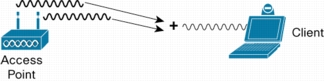 +
Client
Access
Point